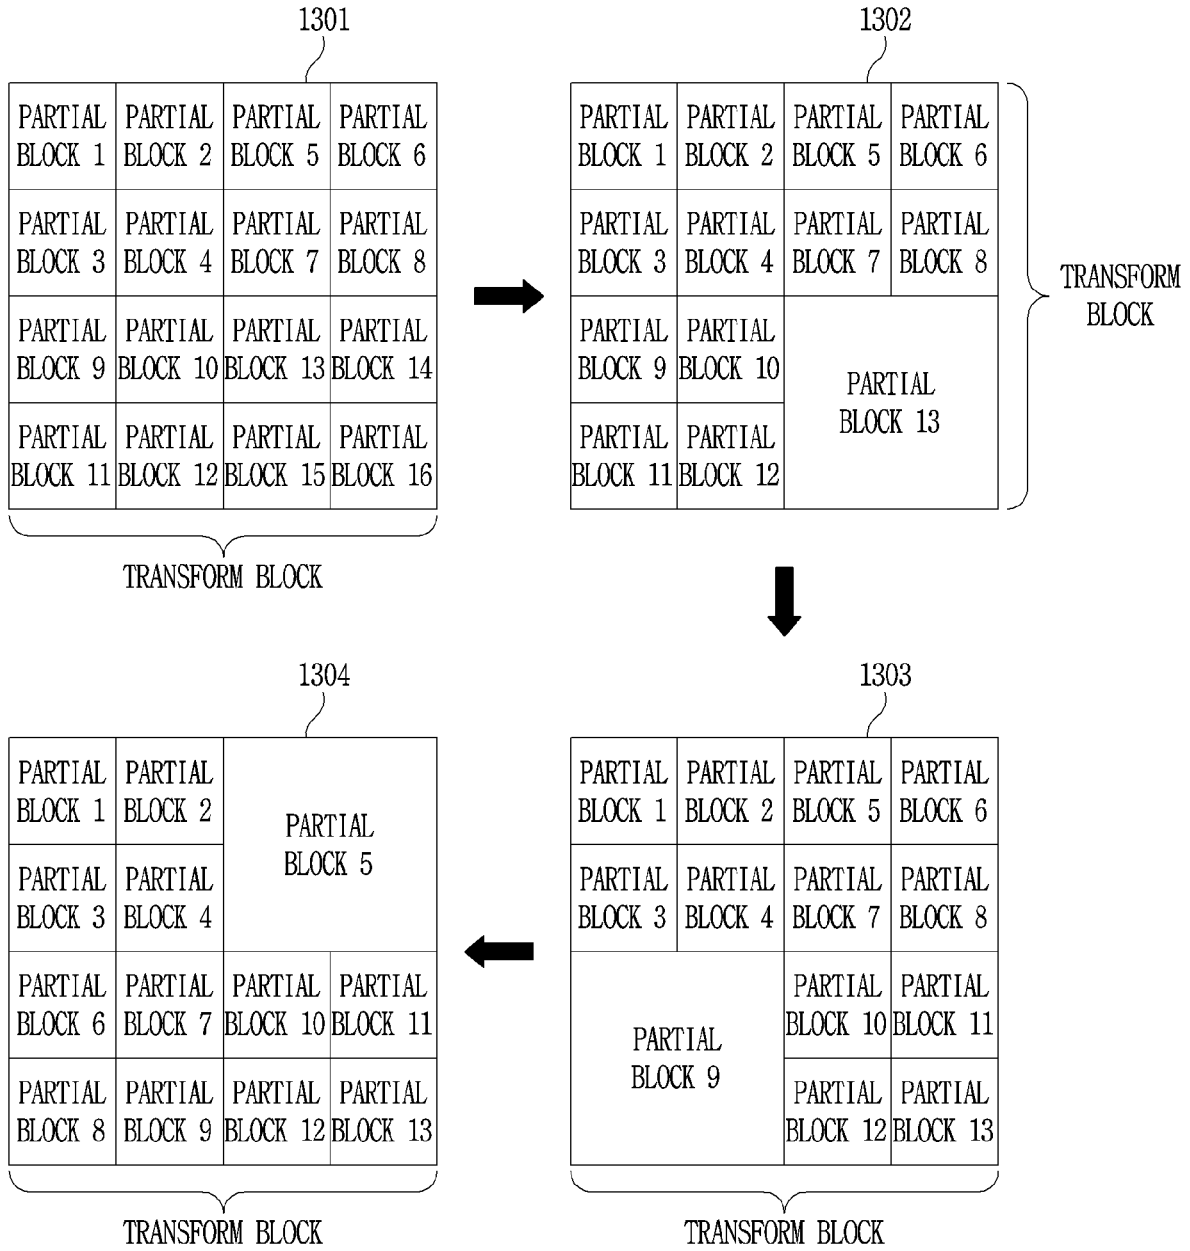 1301
1302
PARTIAL PARTIAL PARTIAL PARTIAL
BLOCK 1 BLOCK 2 BLOCK 5 BLOCK 6
PARTIAL PARTIAL PARTIAL PARTIAL
BLOCK 3 BLOCK 4 BLOCK 7 BLOCK 8
PARTIAL PARTIAL PARTIAL PARTIAL
BLOCK 9 BLOCK 10 BLOCK 13 BLOCK 14
PARTIAL PARTIAL PARTIAL PARTIAL
BLOCK 11 BLOCK 12 BLOCK 15 BLOCK 16
TRANSFORM BLOCK
PARTIAL PARTIAL PARTIAL PARTIAL
BLOCK 1 BLOCK 2 BLOCK 5 BLOCK 6
PARTIAL PARTIAL PARTIAL PARTIAL
BLOCK 3 BLOCK 4 BLOCK 7 BLOCK 8
PARTIAL PARTIAL
BLOCK 9 BLOCK 10
PARTIAL
BLOCK 13
PARTIAL PARTIAL
BLOCK 11 BLOCK 12
TRANSFORM
BLOCK
1304
1303
PARTIAL PARTIAL
BLOCK 1 BLOCK 2
PARTIAL
BLOCK 5
PARTIAL PARTIAL
BLOCK 3 BLOCK 4
PARTIAL PARTIAL PARTIAL PARTIAL
BLOCK 6 BLOCK 7 BLOCK 10 BLOCK 11
PARTIAL PARTIAL PARTIAL PARTIAL
BLOCK 8 BLOCK 9 BLOCK 12 BLOCK 13
TRANSFORM BLOCK
PARTIAL PARTIAL PARTIAL PARTIAL
BLOCK 1 BLOCK 2 BLOCK 5 BLOCK 6
PARTIAL PARTIAL PARTIAL PARTIAL
BLOCK 3 BLOCK 4 BLOCK 7 BLOCK 8
PARTIAL
BLOCK 9
PARTIAL PARTIAL
BLOCK 10 BLOCK 11
PARTIAL PARTIAL
BLOCK 12 BLOCK 13
TRANSFORM BLOCK